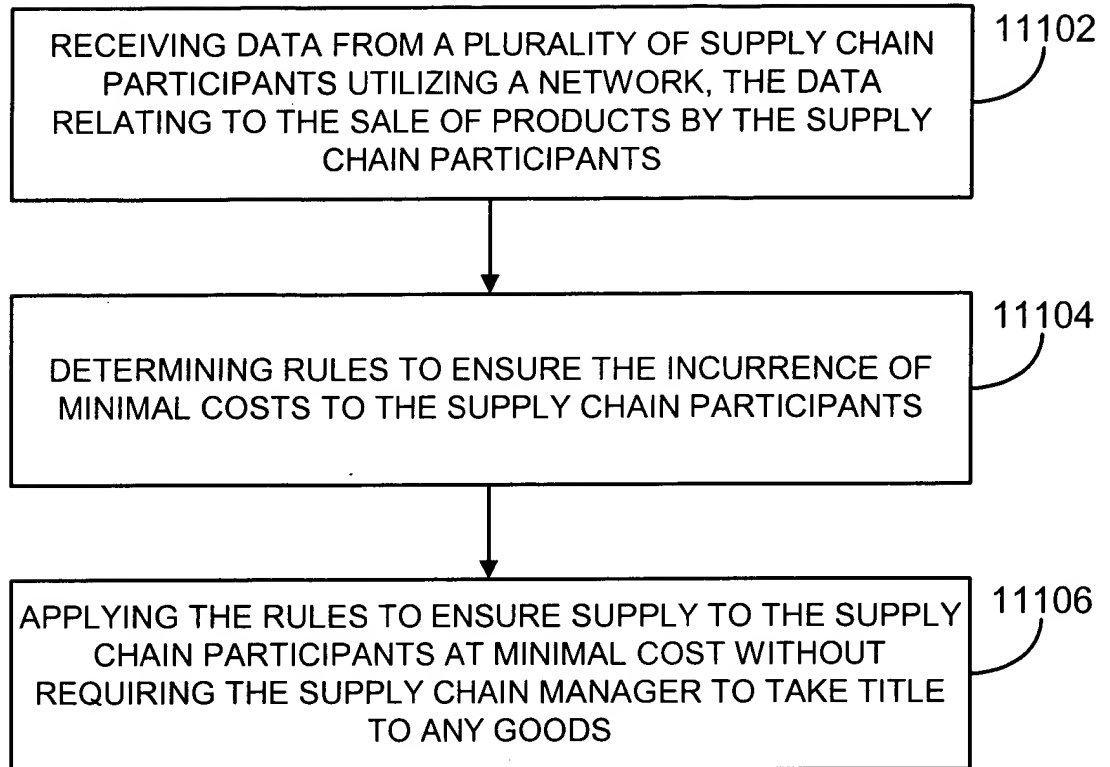 RECEIVING DATA FROM A PLURALITY OF SUPPLY CHAIN
PARTICIPANTS UTILIZING A NETWORK, THE DATA
RELATING TO THE SALE OF PRODUCTS BY THE SUPPLY
CHAIN PARTICIPANTS
11102
DETERMINING RULES TO ENSURE THE INCURRENCE OF
MINIMAL COSTS TO THE SUPPLY CHAIN PARTICIPANTS
11104
APPLYING THE RULES TO ENSURE SUPPLY TO THE SUPPLY
CHAIN PARTICIPANTS AT MINIMAL COST WITHOUT
REQUIRING THE SUPPLY CHAIN MANAGER TO TAKE TITLE
TO ANY GOODS
11106